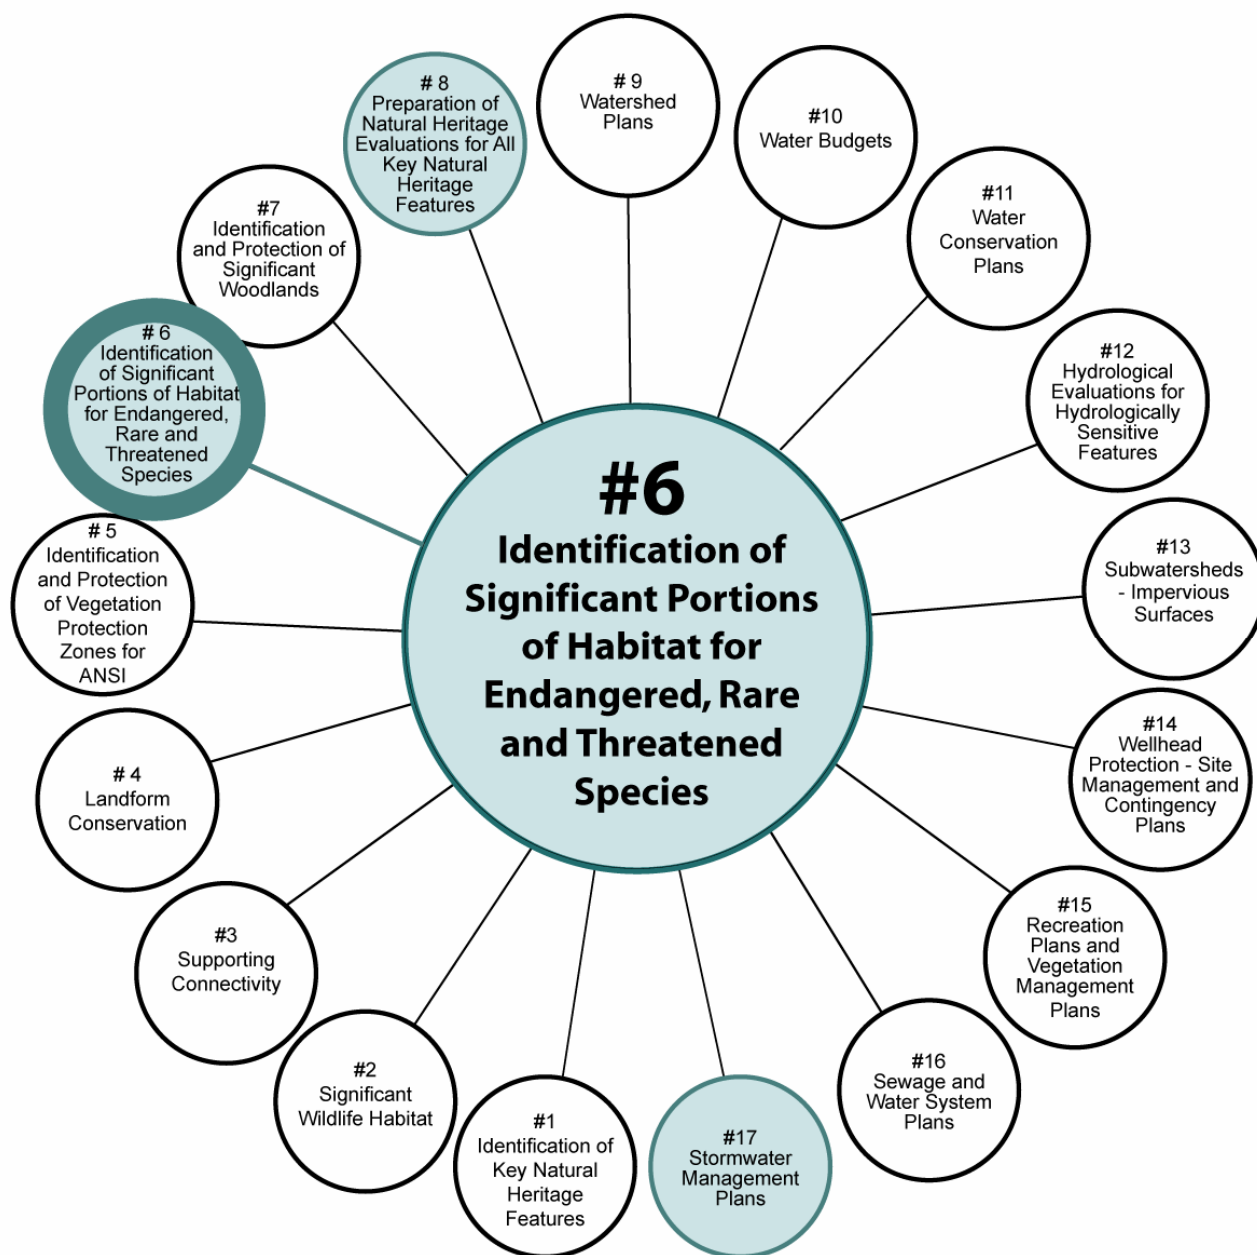 #6
Identification of
Significant Portions
of Habitat for
Endangered, Rare
and Threatened
Species
#1
Identification of
Key Natural
Heritage
Features
#2
Significant
Wildlife Habitat
#3
Supporting
Connectivity
# 4
Landform
Conservation
# 5
Identification
and Protection
of Vegetation
Protection
Zones for
ANSI
# 6
Identification
of Significant
Portions of Habitat
for Endangered,
Rare and
Threatened
Species
#7
Identification
and Protection of
Significant
Woodlands
# 8
Preparation of
Natural Heritage
Evaluations for All
Key Natural
Heritage
Features
# 9
Watershed
Plans
#10
Water Budgets
#11
Water
Conservation
Plans
#12
Hydrological
Evaluations for
Hydrologically
Sensitive
Features
#13
Subwatersheds
- Impervious
Surfaces
#14
Wellhead
Protection - Site
Management and
Contingency
Plans
#15
Recreation
Plans and
Vegetation
Management
Plans
#16
Sewage and
Water System
Plans
#17
Stormwater
Management
Plans